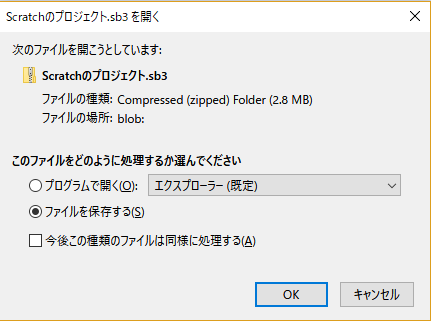 Scratchのプロジェクト.sb3 を開く
次のファイルを開こうとしています:
Scratchのプロジェクト.sb3
ファイルの種類: Compressed (zipped) Folder (2.8 MB)
ファイルの場所: blob:
このファイルをどのように処理するか選んでください
プログラムで開く(O): エクスプローラー (既定)
ファイルを保存する(S)
今後この種類のファイルは同様に処理する(A)
OK キャンセル